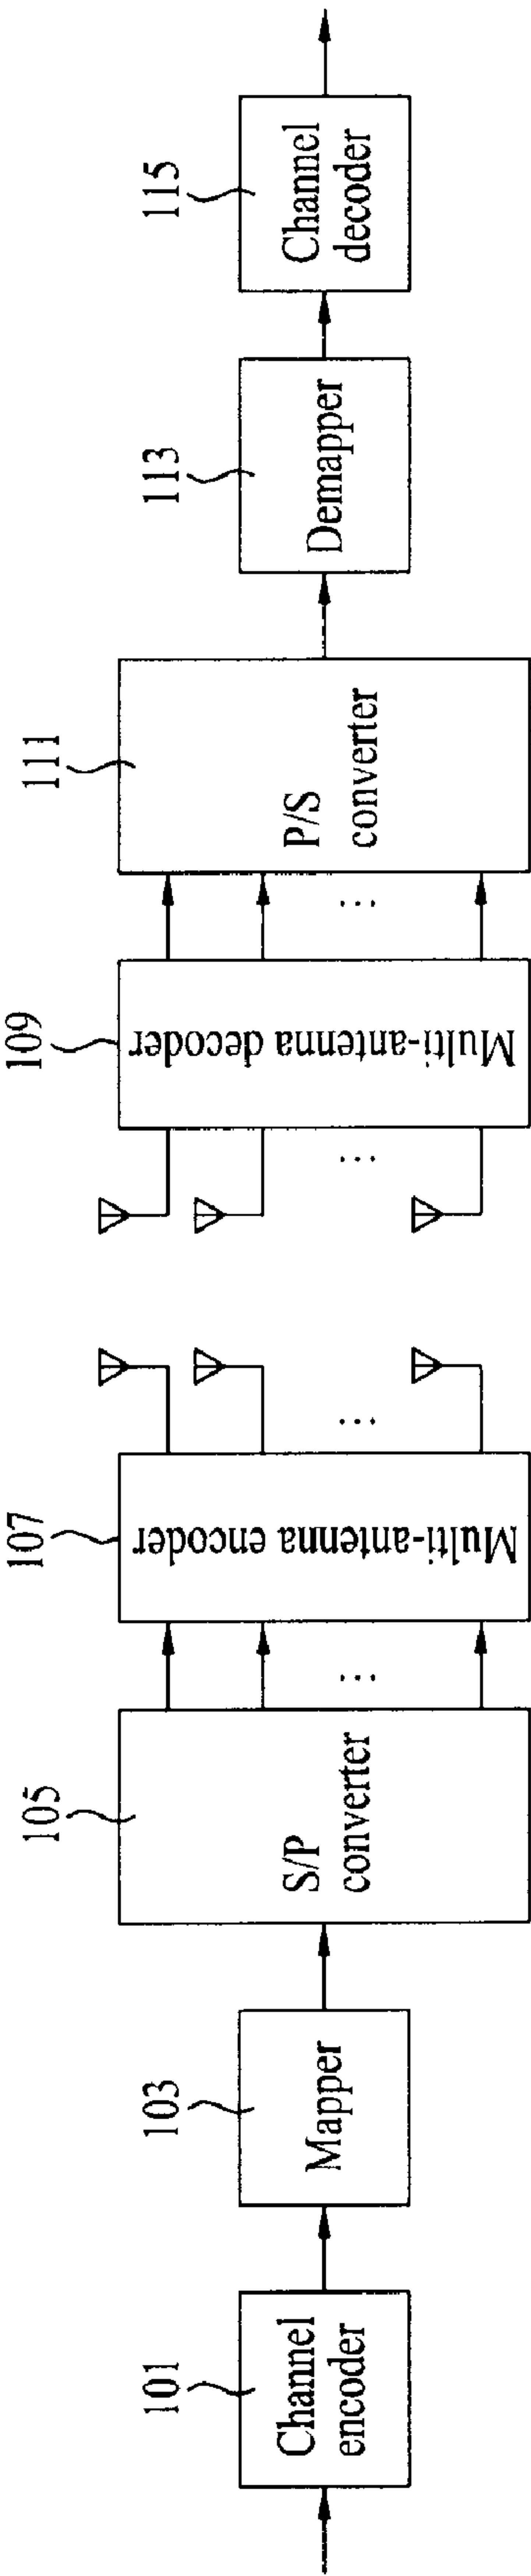 101
Channel
encoder
103
Mapper
105
S/P
converter
107
Multi-antenna encoder
...
...
109
Multi-antenna decoder
...
...
111
P/S
converter
113
Demapper
115
Channel
decoder